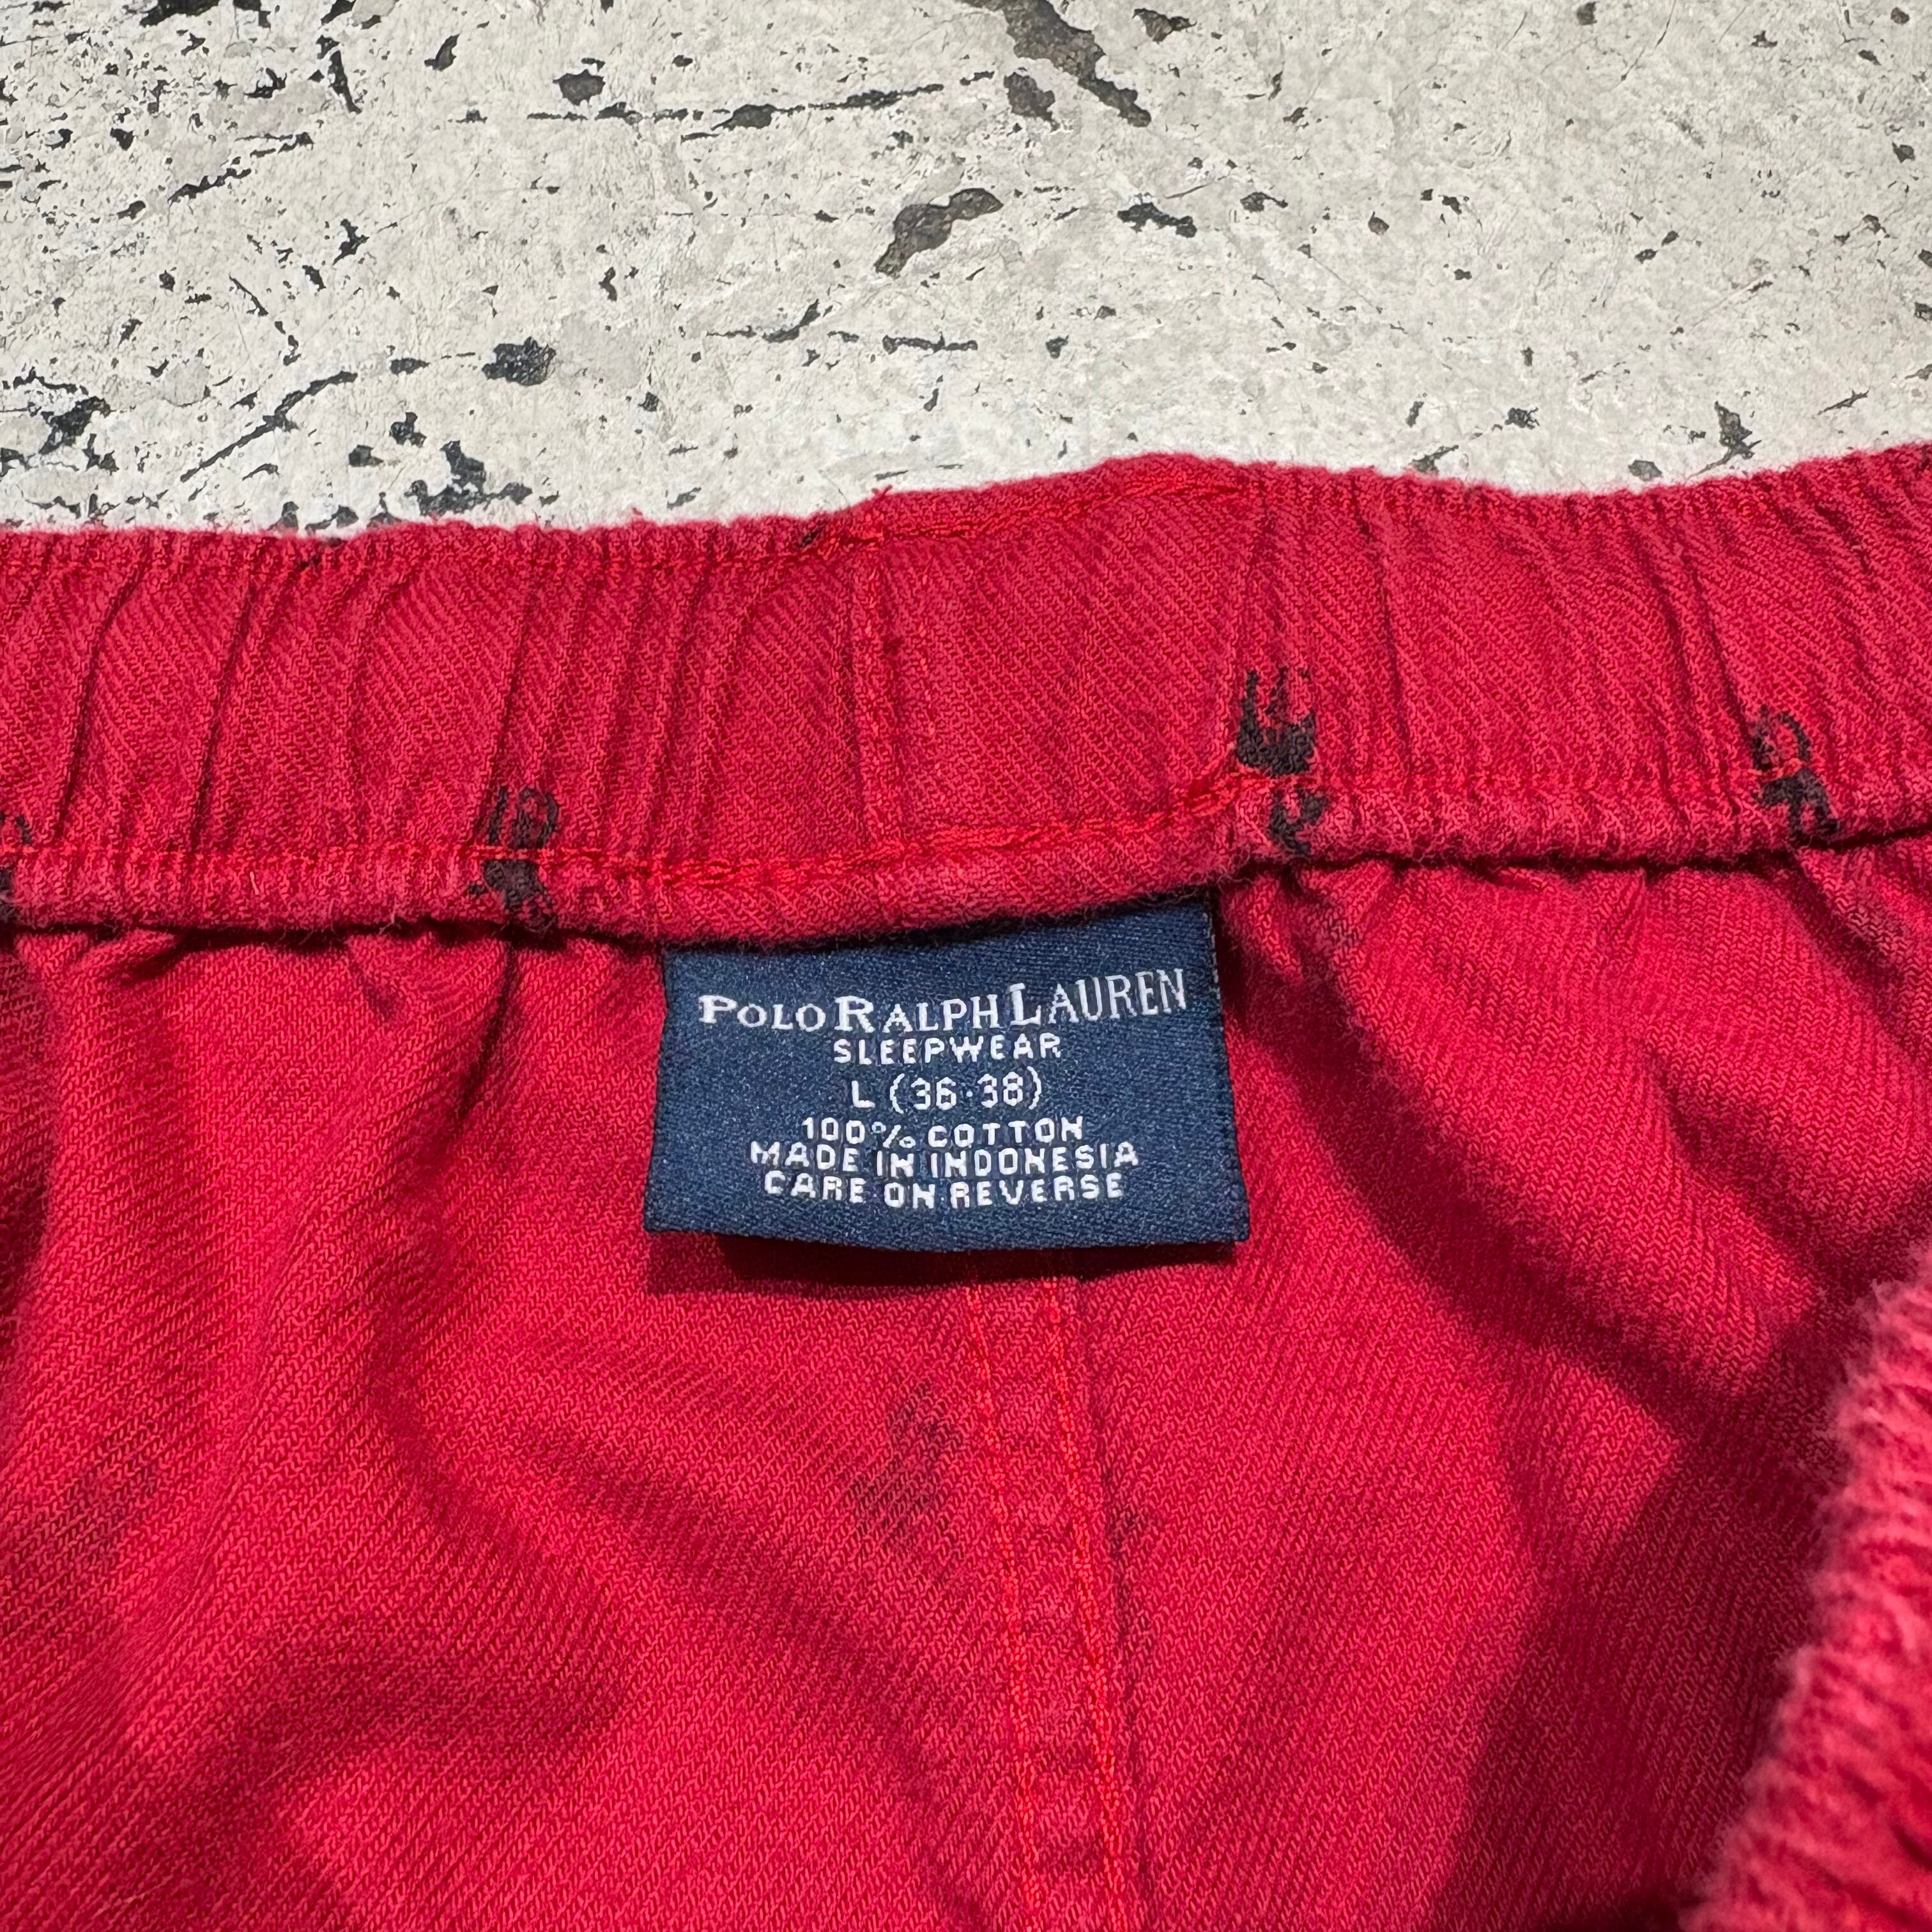 POLO RALPH LAUREN
SLEEPWEAR
L (36-38)
100% COTTON
MADE IN INDONESIA
CARE ON REVERSE